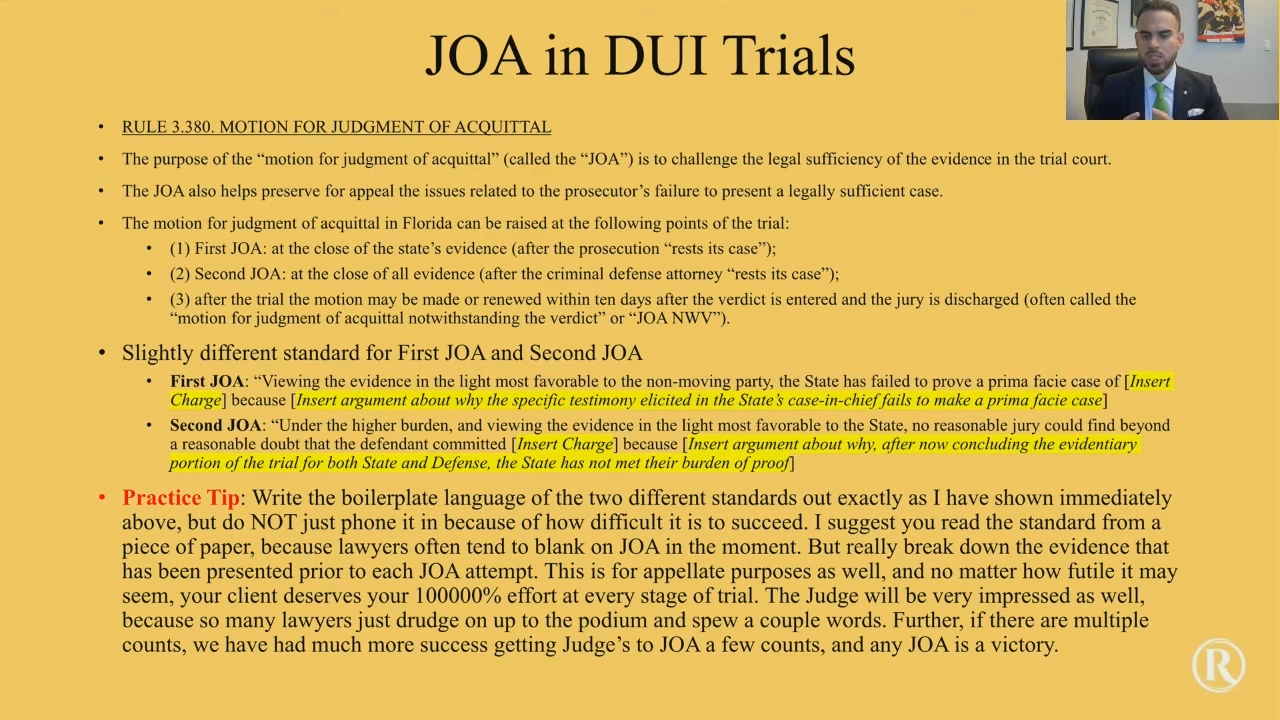 JOA in DUI Trials
• RULE 3.380. MOTION FOR JUDGMENT OF ACQUITTAL
• The purpose of the “motion for judgment of acquittal” (called the “JOA”) is to challenge the legal sufficiency of the evidence in the trial court.
• The JOA also helps preserve for appeal the issues related to the prosecutor’s failure to present a legally sufficient case.
• The motion for judgment of acquittal in Florida can be raised at the following points of the trial:
• (1) First JOA: at the close of the state’s evidence (after the prosecution “rests its case”);
• (2) Second JOA: at the close of all evidence (after the criminal defense attorney “rests its case”);
• (3) after the trial the motion may be made or renewed within ten days after the verdict is entered and the jury is discharged (often called the
“motion for judgment of acquittal notwithstanding the verdict” or “JOA NWV”).
• Slightly different standard for First JOA and Second JOA
• First JOA: “Viewing the evidence in the light most favorable to the non-moving party, the State has failed to prove a prima facie case of [Insert
Charge] because [Insert argument about why the specific testimony elicited in the State’s case-in-chief fails to make a prima facie case]
• Second JOA: “Under the higher burden, and viewing the evidence in the light most favorable to the State, no reasonable jury could find beyond
a reasonable doubt that the defendant committed [Insert Charge] because [Insert argument about why, after now concluding the evidentiary
portion of the trial for both State and Defense, the State has not met their burden of proof]
• Practice Tip: Write the boilerplate language of the two different standards out exactly as I have shown immediately
above, but do NOT just phone it in because of how difficult it is to succeed. I suggest you read the standard from a
piece of paper, because lawyers often tend to blank on JOA in the moment. But really break down the evidence that
has been presented prior to each JOA attempt. This is for appellate purposes as well, and no matter how futile it may
seem, your client deserves your 100000% effort at every stage of trial. The Judge will be very impressed as well,
because so many lawyers just drudge on up to the podium and spew a couple words. Further, if there are multiple
counts, we have had much more success getting Judge’s to JOA a few counts, and any JOA is a victory.
R